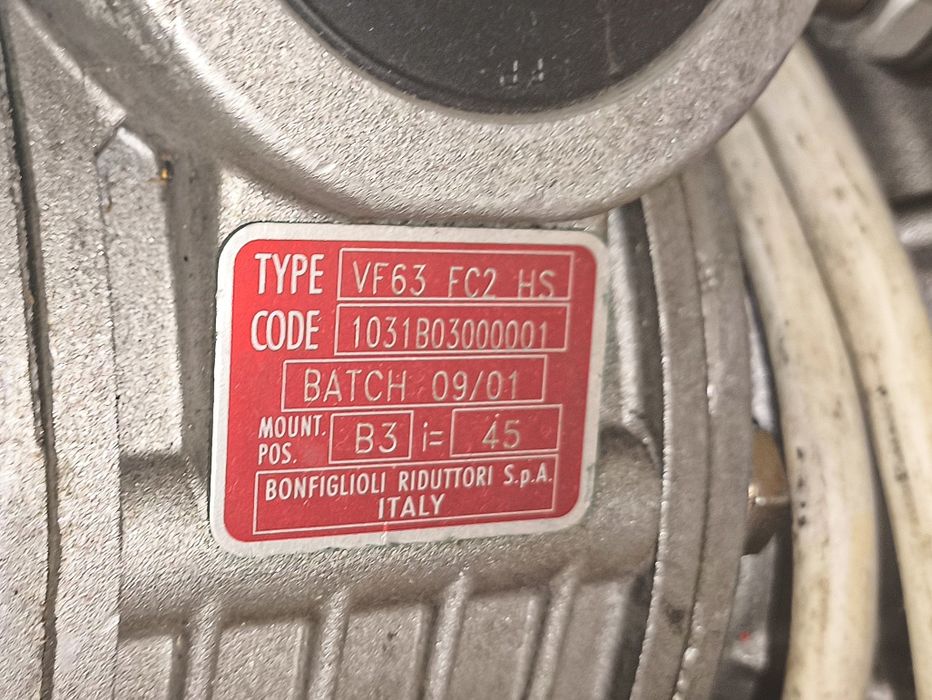 TYPE VF63 FC2 HS
CODE 1031B03000001
BATCH 09/01
MOUNT. POS. B3 i= 45
BONFIGLIOLI RIDUTTORI S.p.A.
ITALY